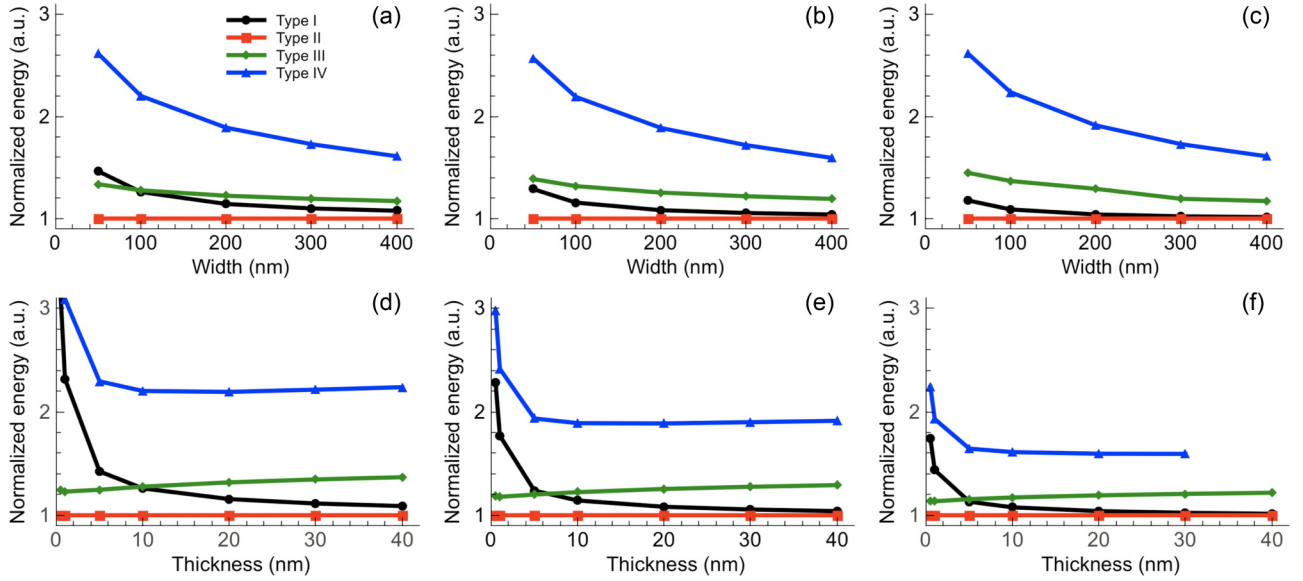 (a)
Normalized energy (a.u.)
3
2
1
Type I
Type II
Type III
Type IV
0 100 200 300 400
Width (nm)
(b)
Normalized energy (a.u.)
3
2
1
0 100 200 300 400
Width (nm)
(c)
Normalized energy (a.u.)
3
2
1
0 100 200 300 400
Width (nm)
(d)
Normalized energy (a.u.)
3
2
1
0 10 20 30 40
Thickness (nm)
(e)
Normalized energy (a.u.)
3
2
1
0 10 20 30 40
Thickness (nm)
(f)
Normalized energy (a.u.)
3
2
1
0 10 20 30 40
Thickness (nm)